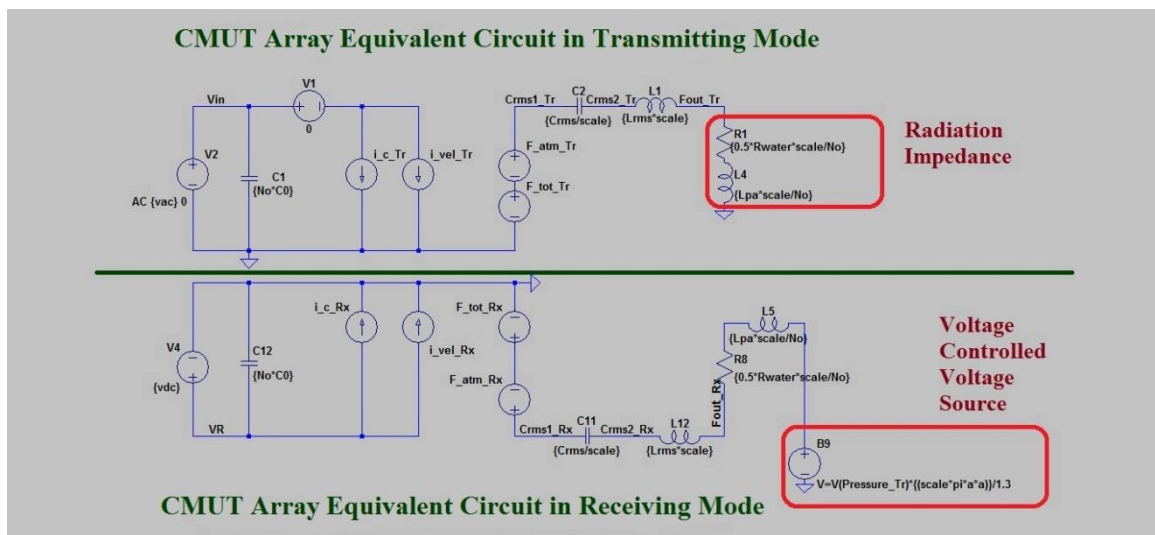 CMUT Array Equivalent Circuit in Transmitting Mode
V1
Vin
0
V2
AC {vac} 0
C1
{No*C0}
i_c_Tr
i_vel_Tr
Crms1_Tr
C2
Crms2_Tr
L1
Fout_Tr
{Crms/scale}
{Lrms*scale}
F_atm_Tr
F_tot_Tr
R1
{0.5*Rwater*scale/No}
L4
{Lpa*scale/No}
Radiation
Impedance
i_c_Rx
F_tot_Rx
V4
{vdc}
C12
{No*C0}
i_vel_Rx
F_atm_Rx
VR
Crms1_Rx
C11
Crms2_Rx
L12
{Crms/scale}
{Lrms*scale}
Fout_Rx
L5
{Lpa*scale/No}
R8
{0.5*Rwater*scale/No}
Voltage
Controlled
Voltage
Source
B9
V=V(Pressure_Tr)*{(scale*pi*a*a)}/1.3
CMUT Array Equivalent Circuit in Receiving Mode